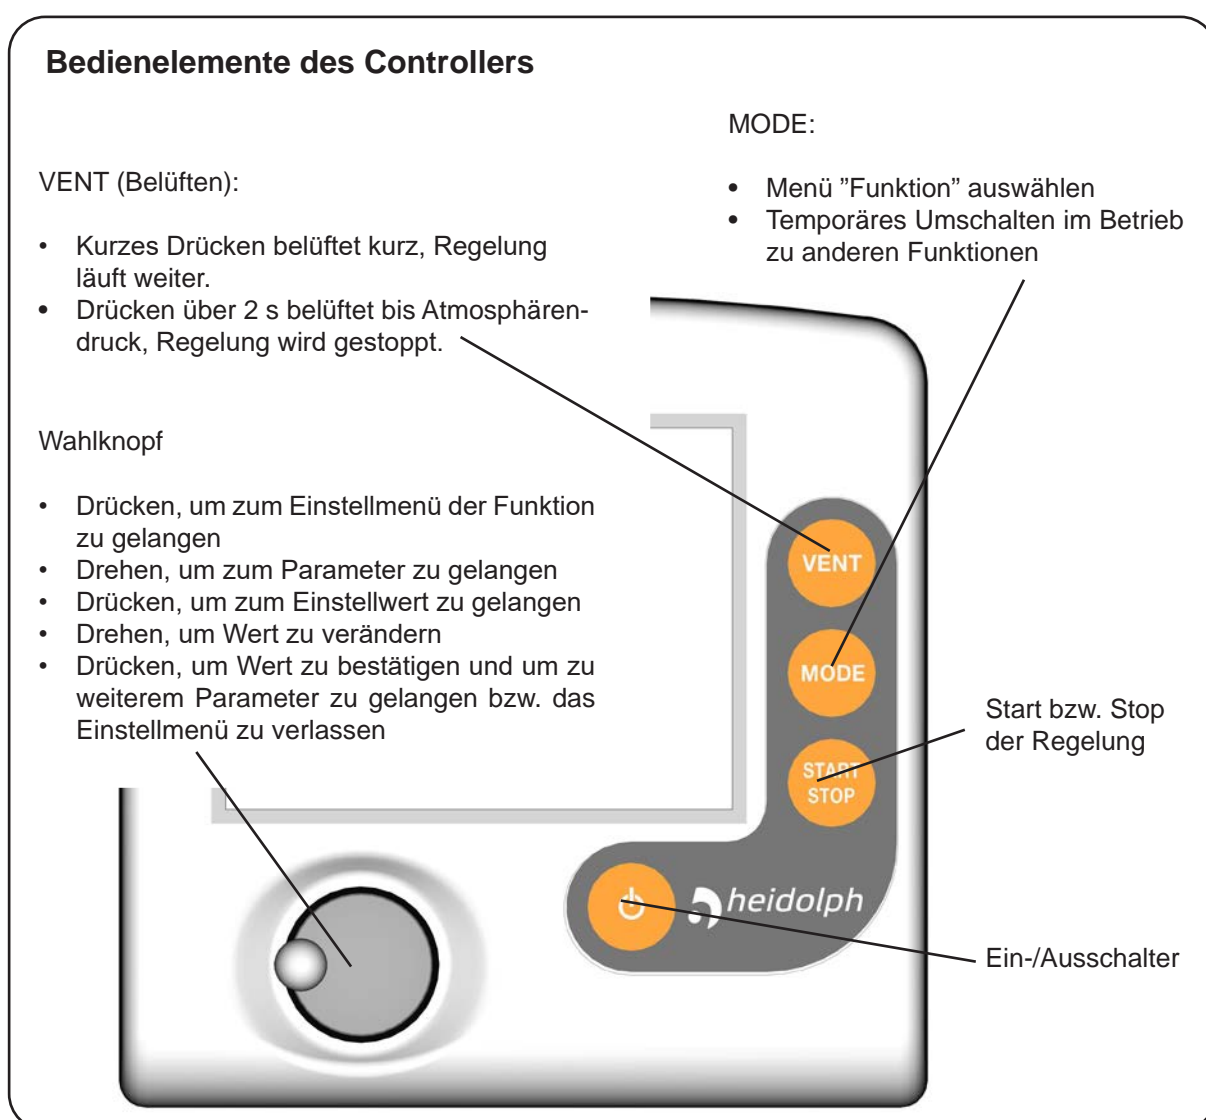 Bedienelemente des Controllers
MODE:
• Menü ”Funktion” auswählen
• Temporäres Umschalten im Betrieb
zu anderen Funktionen
VENT (Belüften):
• Kurzes Drücken belüftet kurz, Regelung
läuft weiter.
• Drücken über 2 s belüftet bis Atmosphären-
druck, Regelung wird gestoppt.
Wahlknopf
• Drücken, um zum Einstellmenü der Funktion
zu gelangen
• Drehen, um zum Parameter zu gelangen
• Drücken, um zum Einstellwert zu gelangen
• Drehen, um Wert zu verändern
• Drücken, um Wert zu bestätigen und um zu
weiterem Parameter zu gelangen bzw. das
Einstellmenü zu verlassen
VENT
MODE
START
STOP
Start bzw. Stop
der Regelung
heidolph
Ein-/Ausschalter